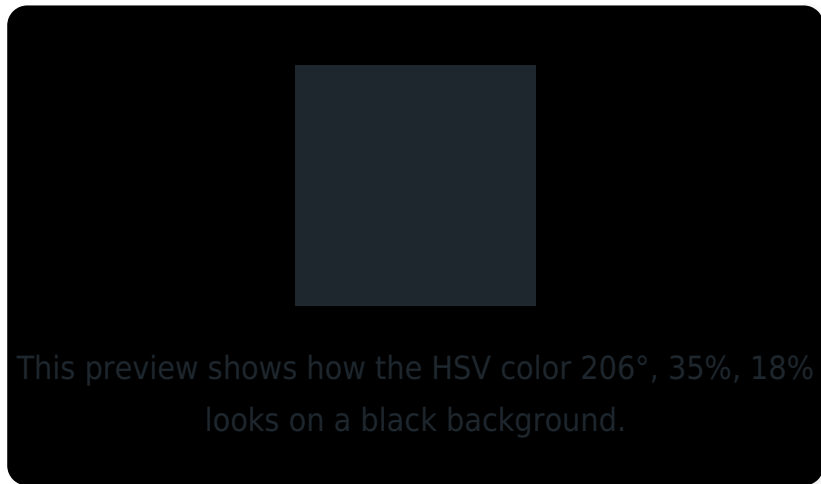 This preview shows how the HSV color 206°, 35%, 18%
looks on a black background.